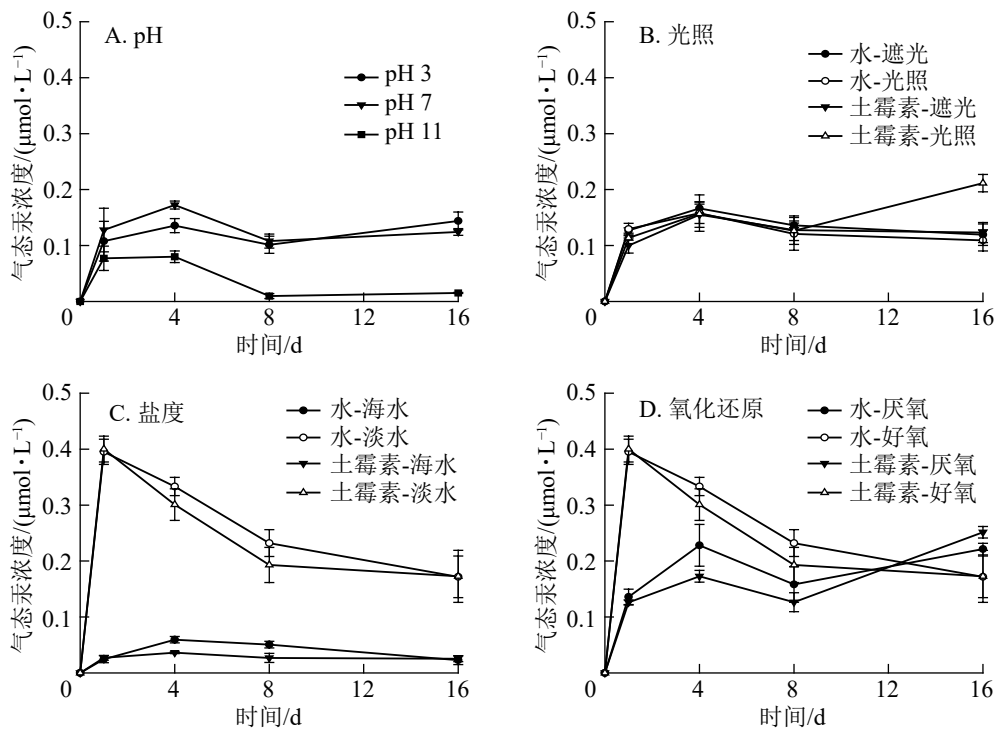 A. pH
气态汞浓度/(μmol·L⁻¹)
0.5
0.4
0.3
0.2
0.1
0
4
8
12
16
时间/d
pH 3
pH 7
pH 11
B. 光照
气态汞浓度/(μmol·L⁻¹)
0.5
0.4
0.3
0.2
0.1
0
4
8
12
16
时间/d
水-遮光
水-光照
土霉素-遮光
土霉素-光照
C. 盐度
气态汞浓度/(μmol·L⁻¹)
0.5
0.4
0.3
0.2
0.1
0
4
8
12
16
时间/d
水-海水
水-淡水
土霉素-海水
土霉素-淡水
D. 氧化还原
气态汞浓度/(μmol·L⁻¹)
0.5
0.4
0.3
0.2
0.1
0
4
8
12
16
时间/d
水-厌氧
水-好氧
土霉素-厌氧
土霉素-好氧